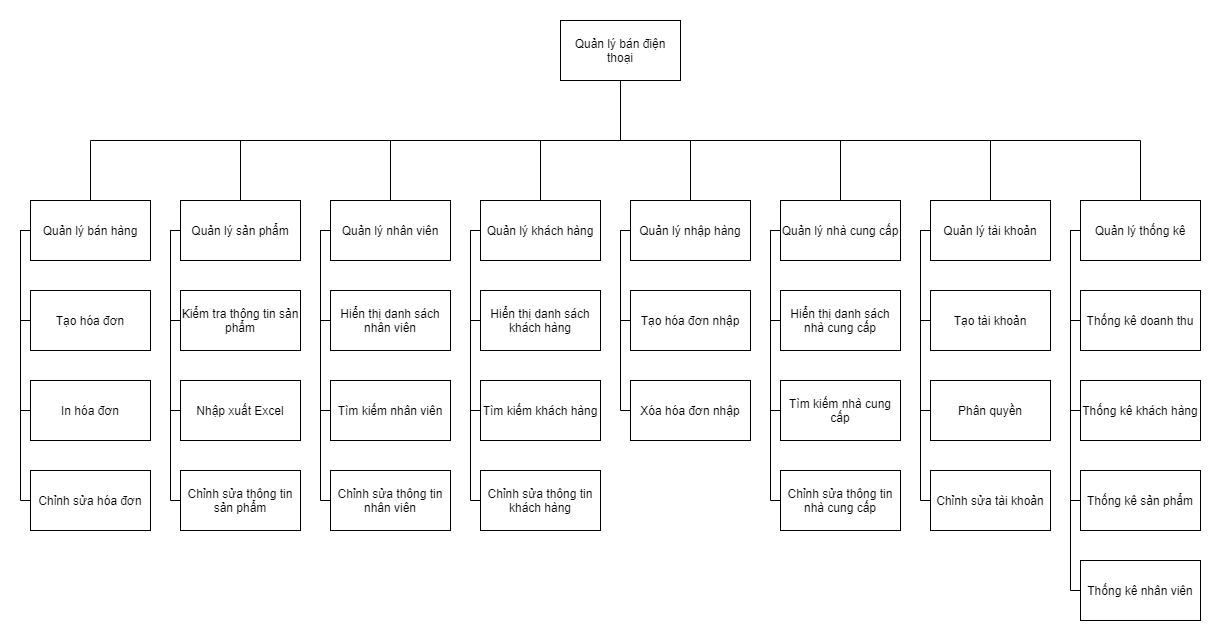 Quản lý bán điện
thoại
Quản lý bán hàng
Quản lý sản phẩm
Quản lý nhân viên
Quản lý khách hàng
Quản lý nhập hàng
Quản lý nhà cung cấp
Quản lý tài khoản
Quản lý thống kê
Tạo hóa đơn
Kiểm tra thông tin sản
phẩm
Hiển thị danh sách
nhân viên
Hiển thị danh sách
khách hàng
Tạo hóa đơn nhập
Hiển thị danh sách
nhà cung cấp
Tạo tài khoản
Thống kê doanh thu
In hóa đơn
Nhập xuất Excel
Tìm kiếm nhân viên
Tìm kiếm khách hàng
Xóa hóa đơn nhập
Tìm kiếm nhà cung
cấp
Phân quyền
Thống kê khách hàng
Chỉnh sửa hóa đơn
Chỉnh sửa thông tin
sản phẩm
Chỉnh sửa thông tin
nhân viên
Chỉnh sửa thông tin
khách hàng
Chỉnh sửa thông tin
nhà cung cấp
Chỉnh sửa tài khoản
Thống kê sản phẩm
Thống kê nhân viên